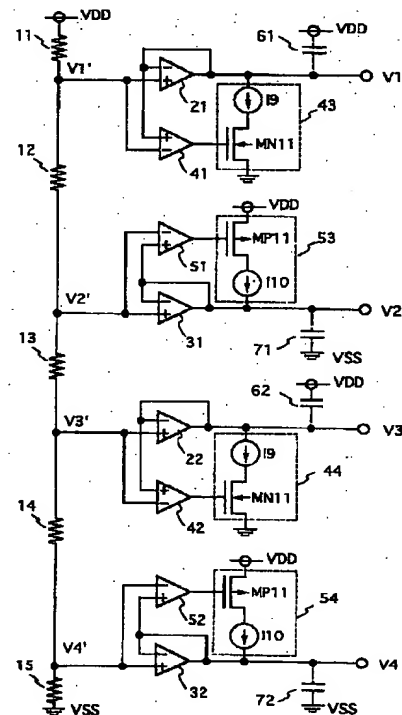 VDD
11
61
VDD
V1'
V1
I9
21
43
MN11
41
12
VDD
53
MP11
51
I10
V2'
V2
31
71
VSS
13
62
VDD
V3'
V3
I9
22
44
MN11
42
14
VDD
54
MP11
52
I10
V4'
V4
15
32
72
VSS
VSS